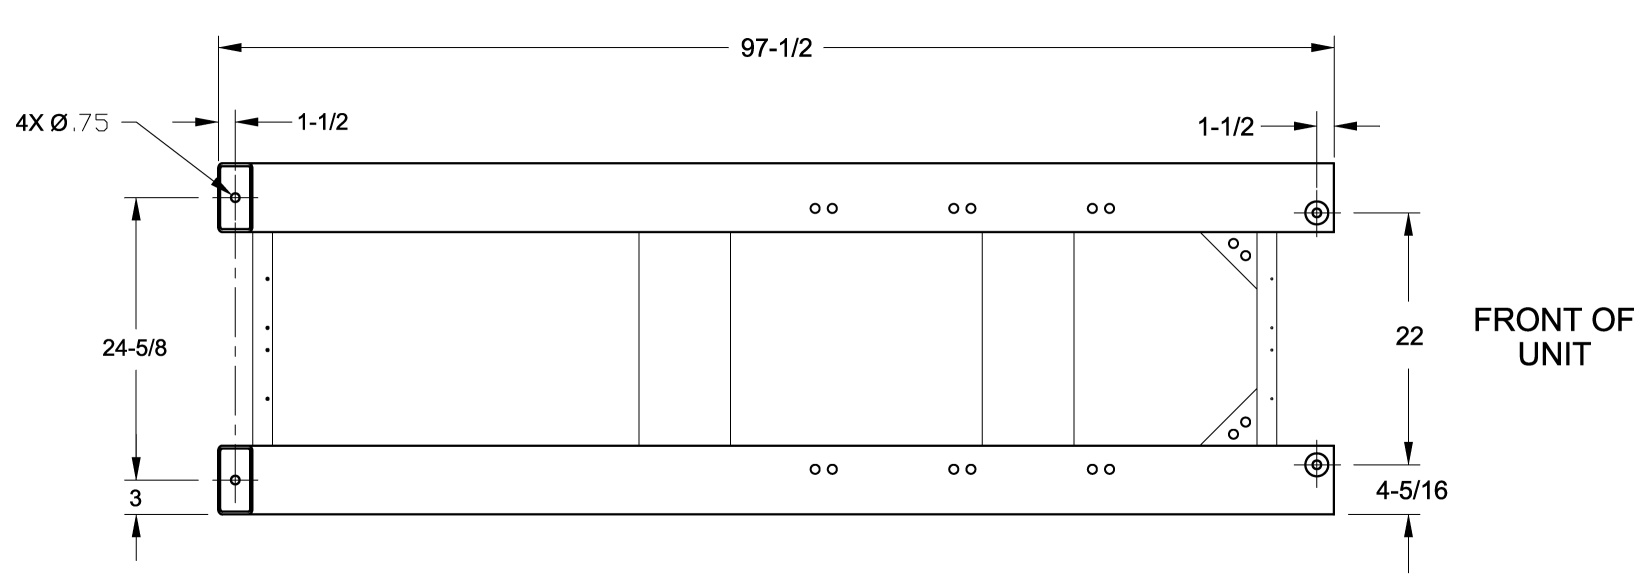 97-1/2
4X Ø.75
1-1/2
1-1/2
24-5/8
22
FRONT OF
UNIT
3
4-5/16